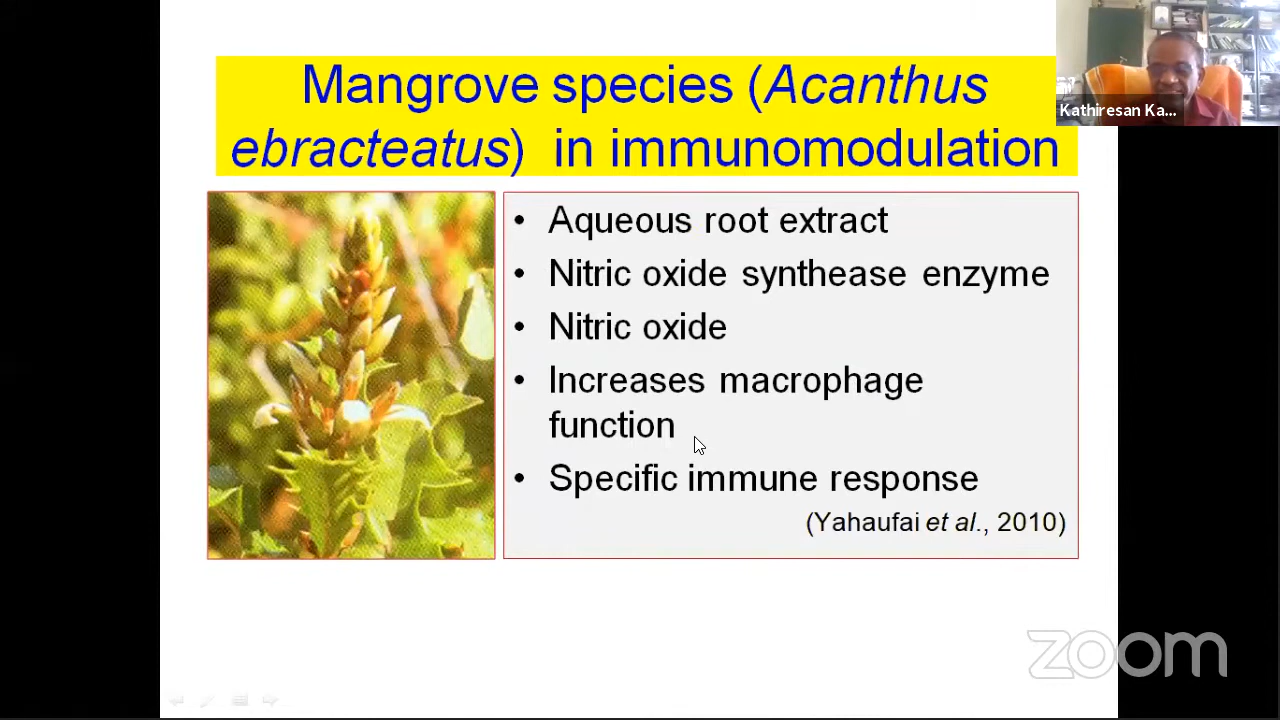 Mangrove species (Acanthus
ebracteatus) in immunomodulation
Kathiresan Ka...
• Aqueous root extract
• Nitric oxide synthease enzyme
• Nitric oxide
• Increases macrophage
function
• Specific immune response
(Yahaufai et al., 2010)
zoom